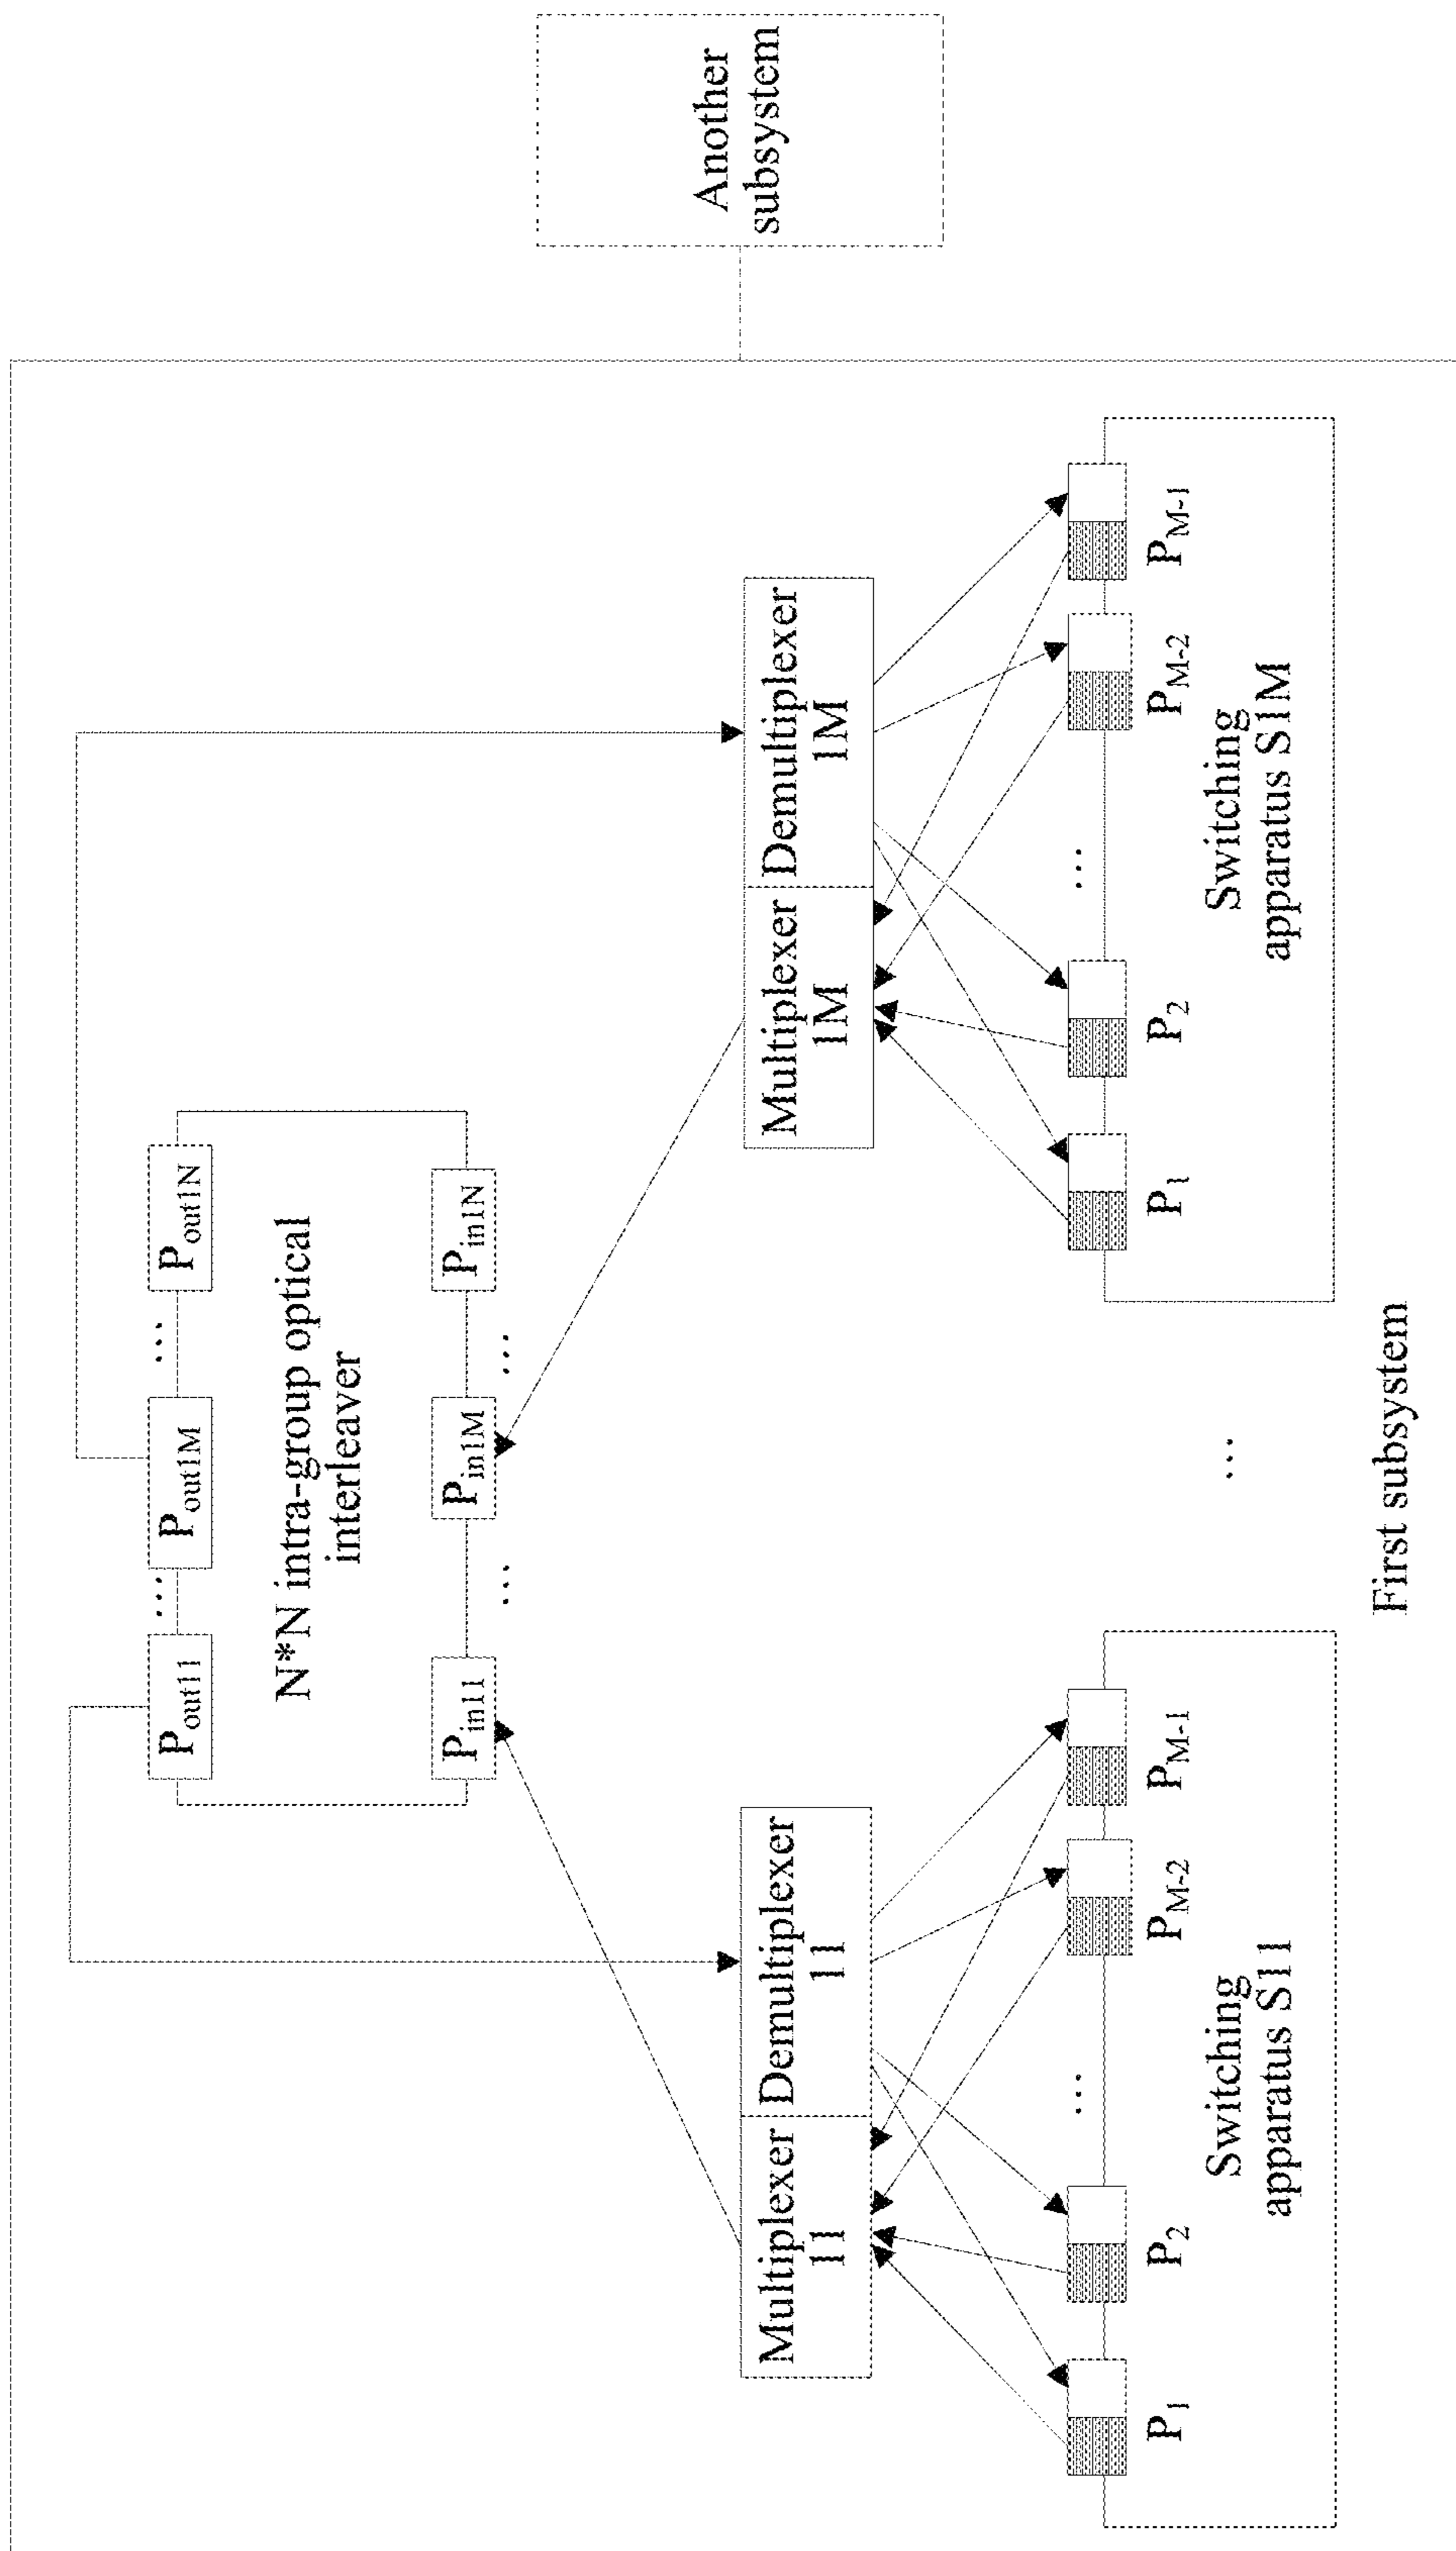 P_out11
...
P_out1M
...
P_out1N
N*N intra-group optical
interleaver
P_in11
...
P_in1M
...
P_in1N
Another
subsystem
Multiplexer
11
Demultiplexer
11
Multiplexer
1M
Demultiplexer
1M
P_1
P_2
...
P_M-2
P_M-1
Switching
apparatus S11
...
P_1
P_2
...
P_M-2
P_M-1
Switching
apparatus S1M
First subsystem